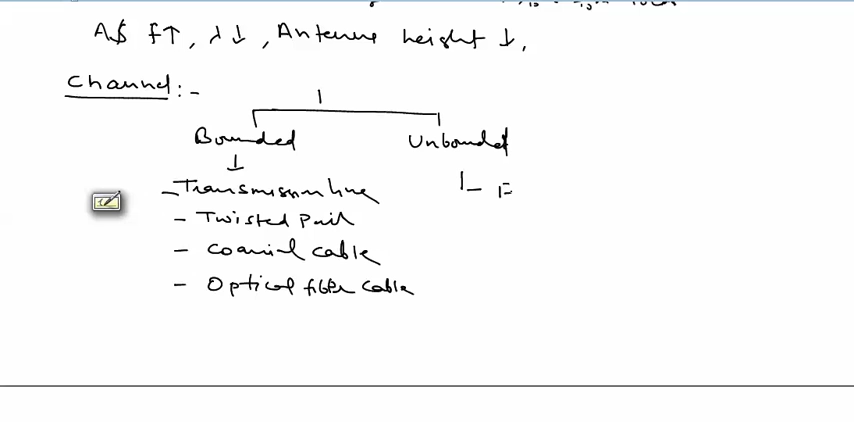 As f↑, λ↓, Antenna height ↓,
Channel :-
Bounded Unbounded
↓
- Transmission line
- Twisted Pair
- Coaxial cable
- Optical fiber cable